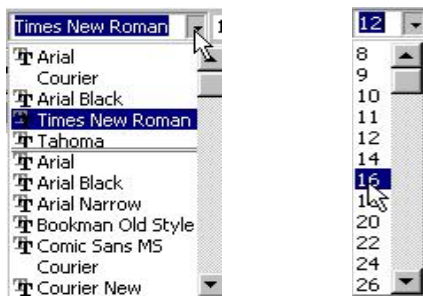 Times New Roman
Arial
Courier
Arial Black
Times New Roman
Tahoma
Arial
Arial Black
Arial Narrow
Bookman Old Style
Comic Sans MS
Courier
Courier New
12
8
9
10
11
12
14
16
20
22
24
26